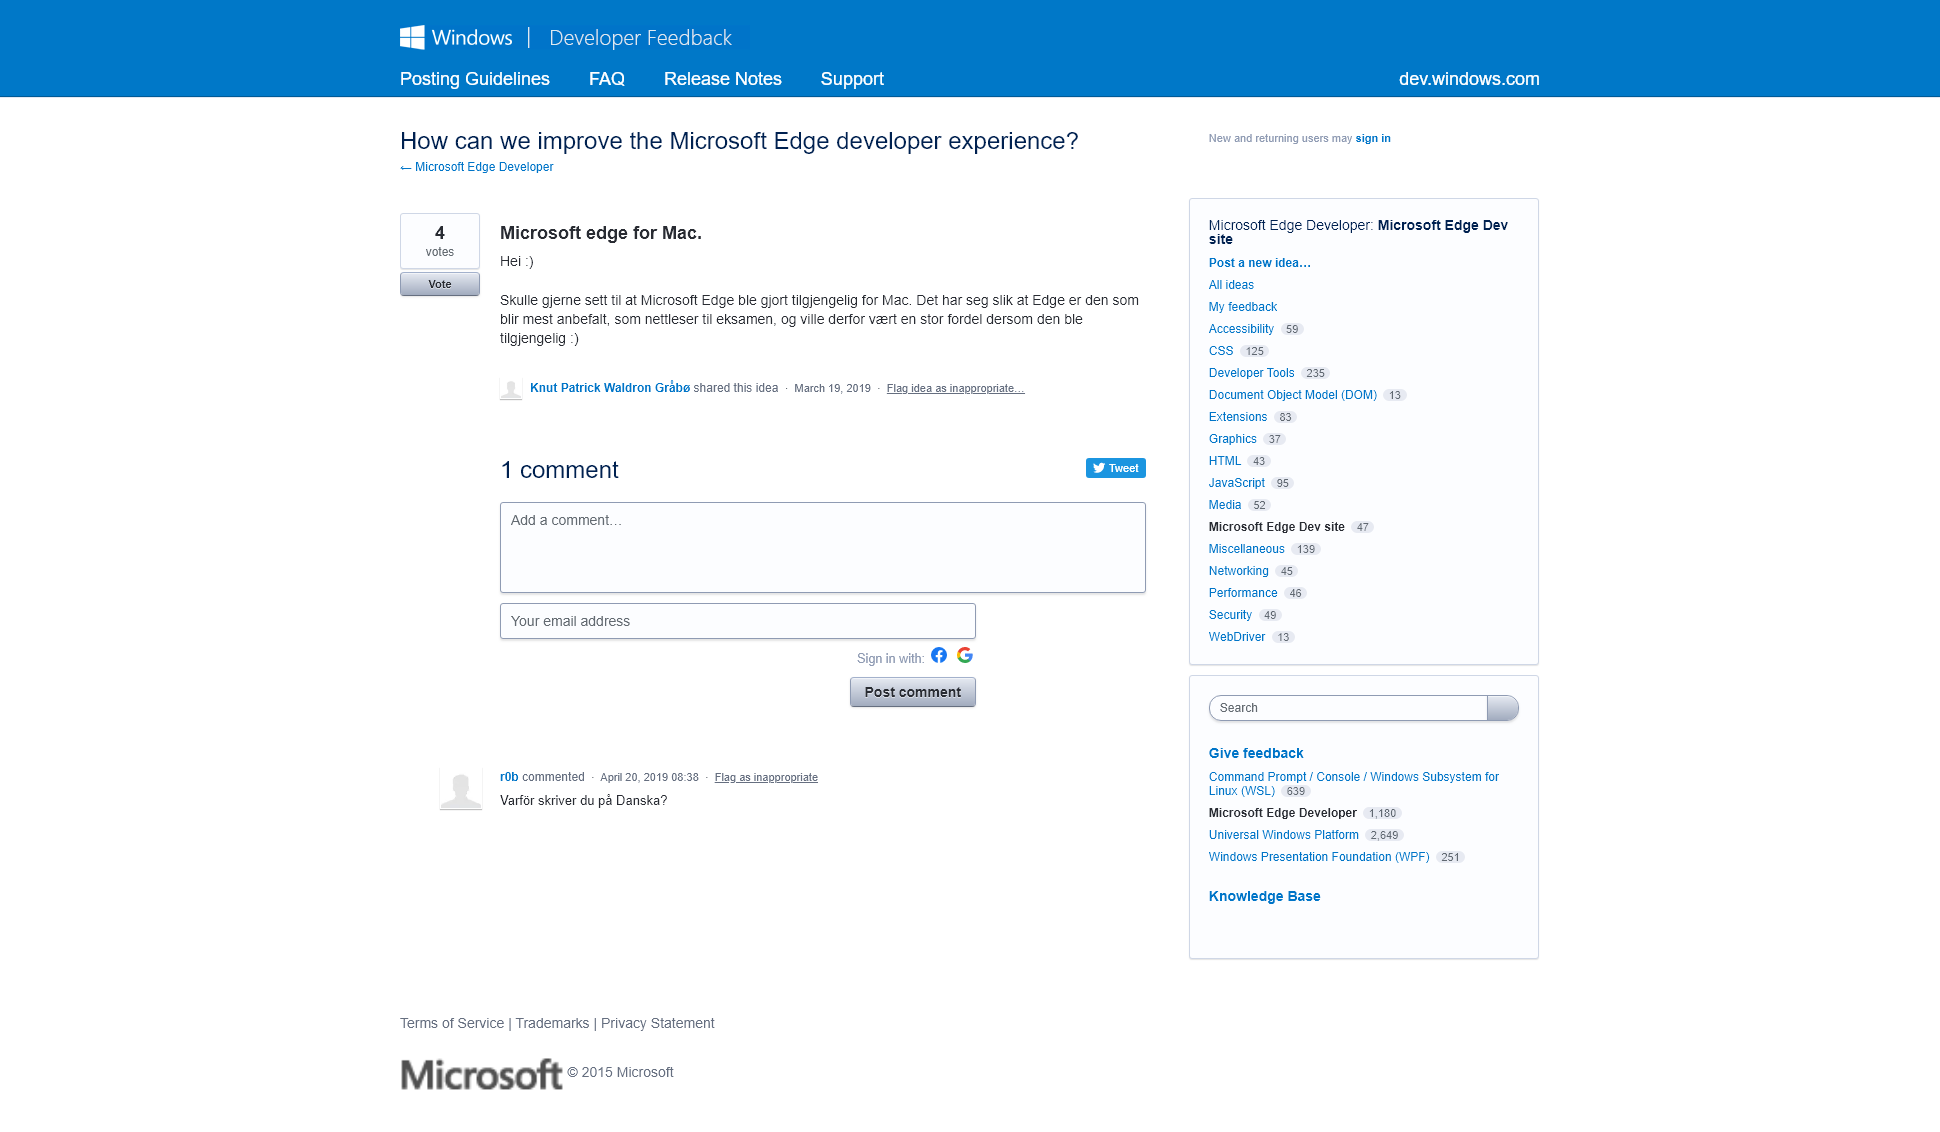 Windows | Developer Feedback
Posting Guidelines FAQ Release Notes Support dev.windows.com
How can we improve the Microsoft Edge developer experience?
← Microsoft Edge Developer
New and returning users may sign in
4
votes
Vote
Microsoft edge for Mac.
Hei :)
Skulle gjerne sett til at Microsoft Edge ble gjort tilgjengelig for Mac. Det har seg slik at Edge er den som
blir mest anbefalt, som nettleser til eksamen, og ville derfor vært en stor fordel dersom den ble
tilgjengelig :)
Knut Patrick Waldron Gråbø shared this idea · March 19, 2019 · Flag idea as inappropriate…
1 comment
Tweet
Add a comment…
Your email address
Sign in with:
Post comment
r0b commented · April 20, 2019 08:38 · Flag as inappropriate
Varför skriver du på Danska?
Microsoft Edge Developer: Microsoft Edge Dev
site
Post a new idea…
All ideas
My feedback
Accessibility 59
CSS 125
Developer Tools 235
Document Object Model (DOM) 13
Extensions 83
Graphics 37
HTML 43
JavaScript 95
Media 52
Microsoft Edge Dev site 47
Miscellaneous 139
Networking 45
Performance 46
Security 49
WebDriver 13
Search
Give feedback
Command Prompt / Console / Windows Subsystem for
Linux (WSL) 639
Microsoft Edge Developer 1,180
Universal Windows Platform 2,649
Windows Presentation Foundation (WPF) 251
Knowledge Base
Terms of Service | Trademarks | Privacy Statement
Microsoft © 2015 Microsoft